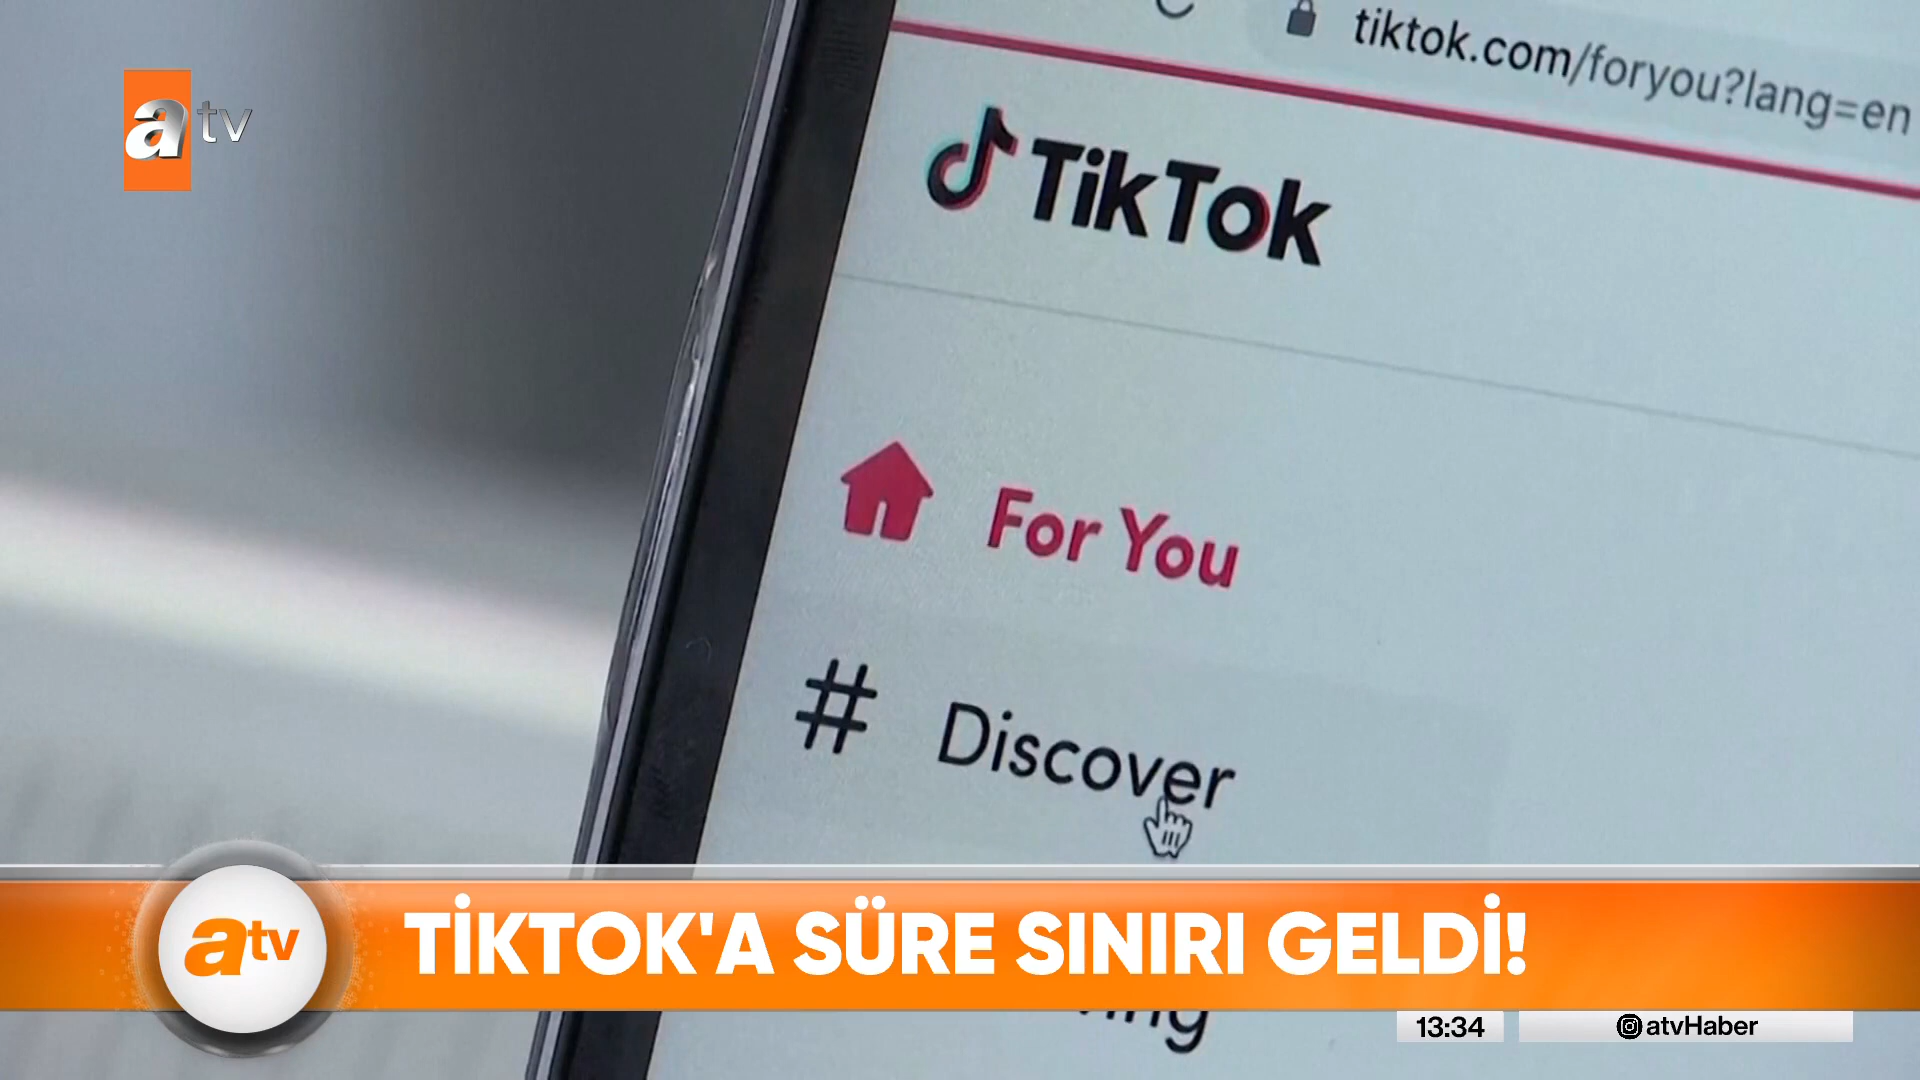 atv
tiktok.com/foryou?lang=en
TikTok
For You
# Discover
atv
TİKTOK'A SÜRE SINIRI GELDİ!
13:34
atvHaber